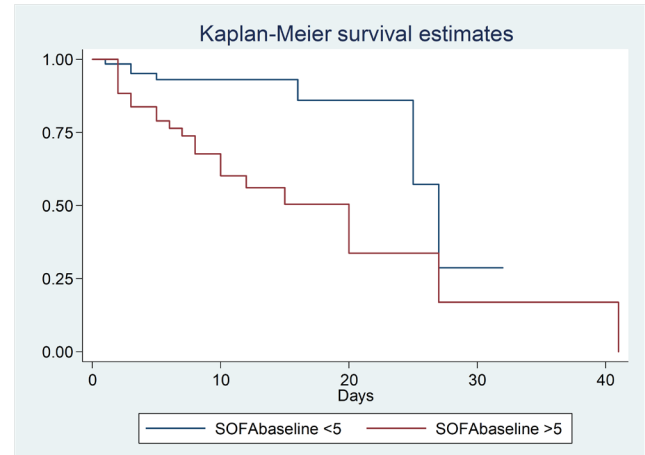 Kaplan-Meier survival estimates
1.00
0.75
0.50
0.25
0.00
0 10 20 30 40
Days
SOFAbaseline <5 SOFAbaseline >5